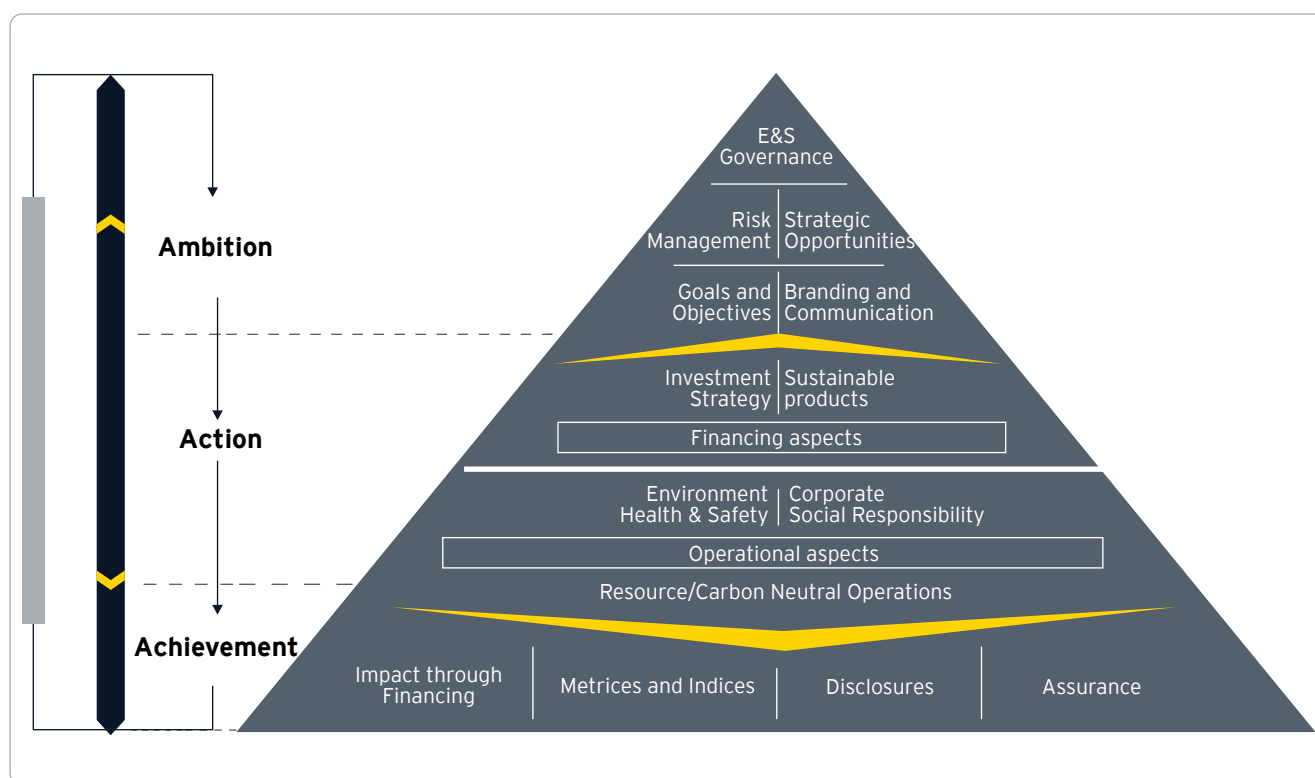 E&S
Governance
Risk
Management
Strategic
Opportunities
Ambition
Goals and
Objectives
Branding and
Communication
Investment
Strategy
Sustainable
products
Action
Financing aspects
Environment
Health & Safety
Corporate
Social Responsibility
Operational aspects
Resource/Carbon Neutral Operations
Achievement
Impact through
Financing
Metrices and Indices
Disclosures
Assurance